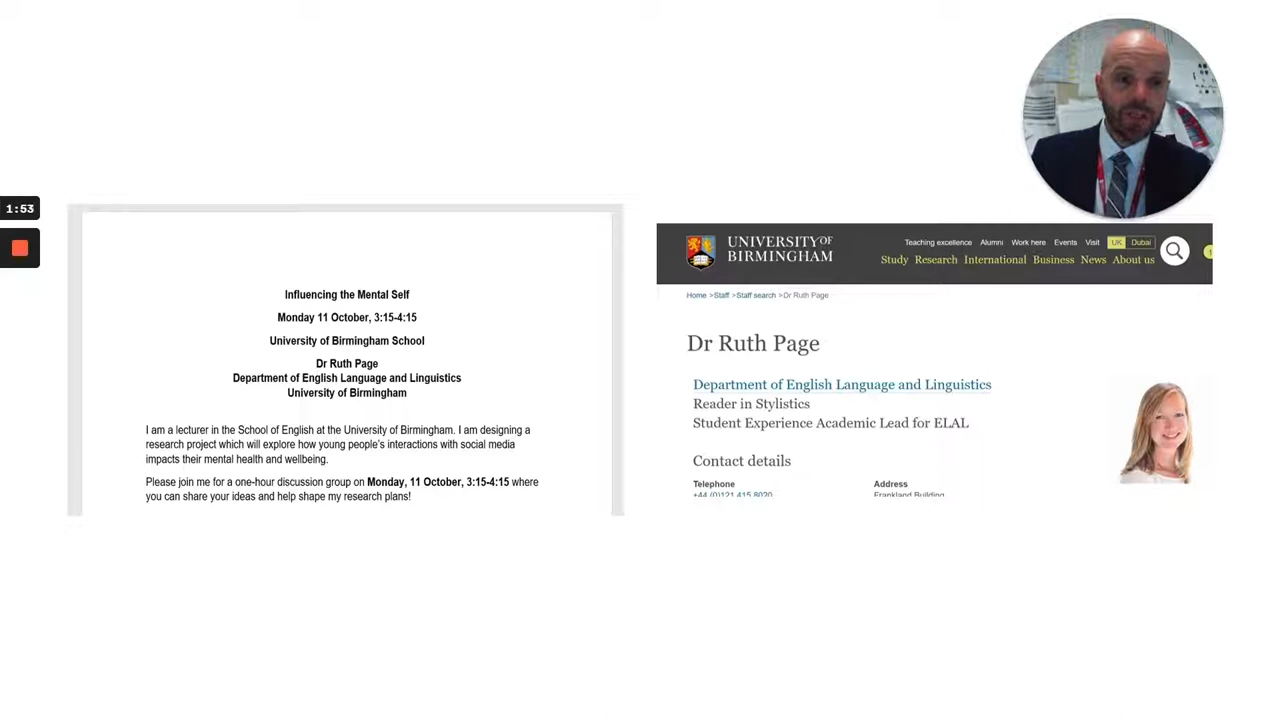 1:53
Influencing the Mental Self
Monday 11 October, 3:15-4:15
University of Birmingham School
Dr Ruth Page
Department of English Language and Linguistics
University of Birmingham
I am a lecturer in the School of English at the University of Birmingham. I am designing a
research project which will explore how young people's interactions with social media
impacts their mental health and wellbeing.
Please join me for a one-hour discussion group on Monday, 11 October, 3:15-4:15 where
you can share your ideas and help shape my research plans!
UNIVERSITY OF
BIRMINGHAM
Teaching excellence Alumni Work here Events Visit UK Dubai
Study Research International Business News About us
Home >Staff >Staff search >Dr Ruth Page
Dr Ruth Page
Department of English Language and Linguistics
Reader in Stylistics
Student Experience Academic Lead for ELAL
Contact details
Telephone Address
+44 (0)121 415 8020 Frankland Building